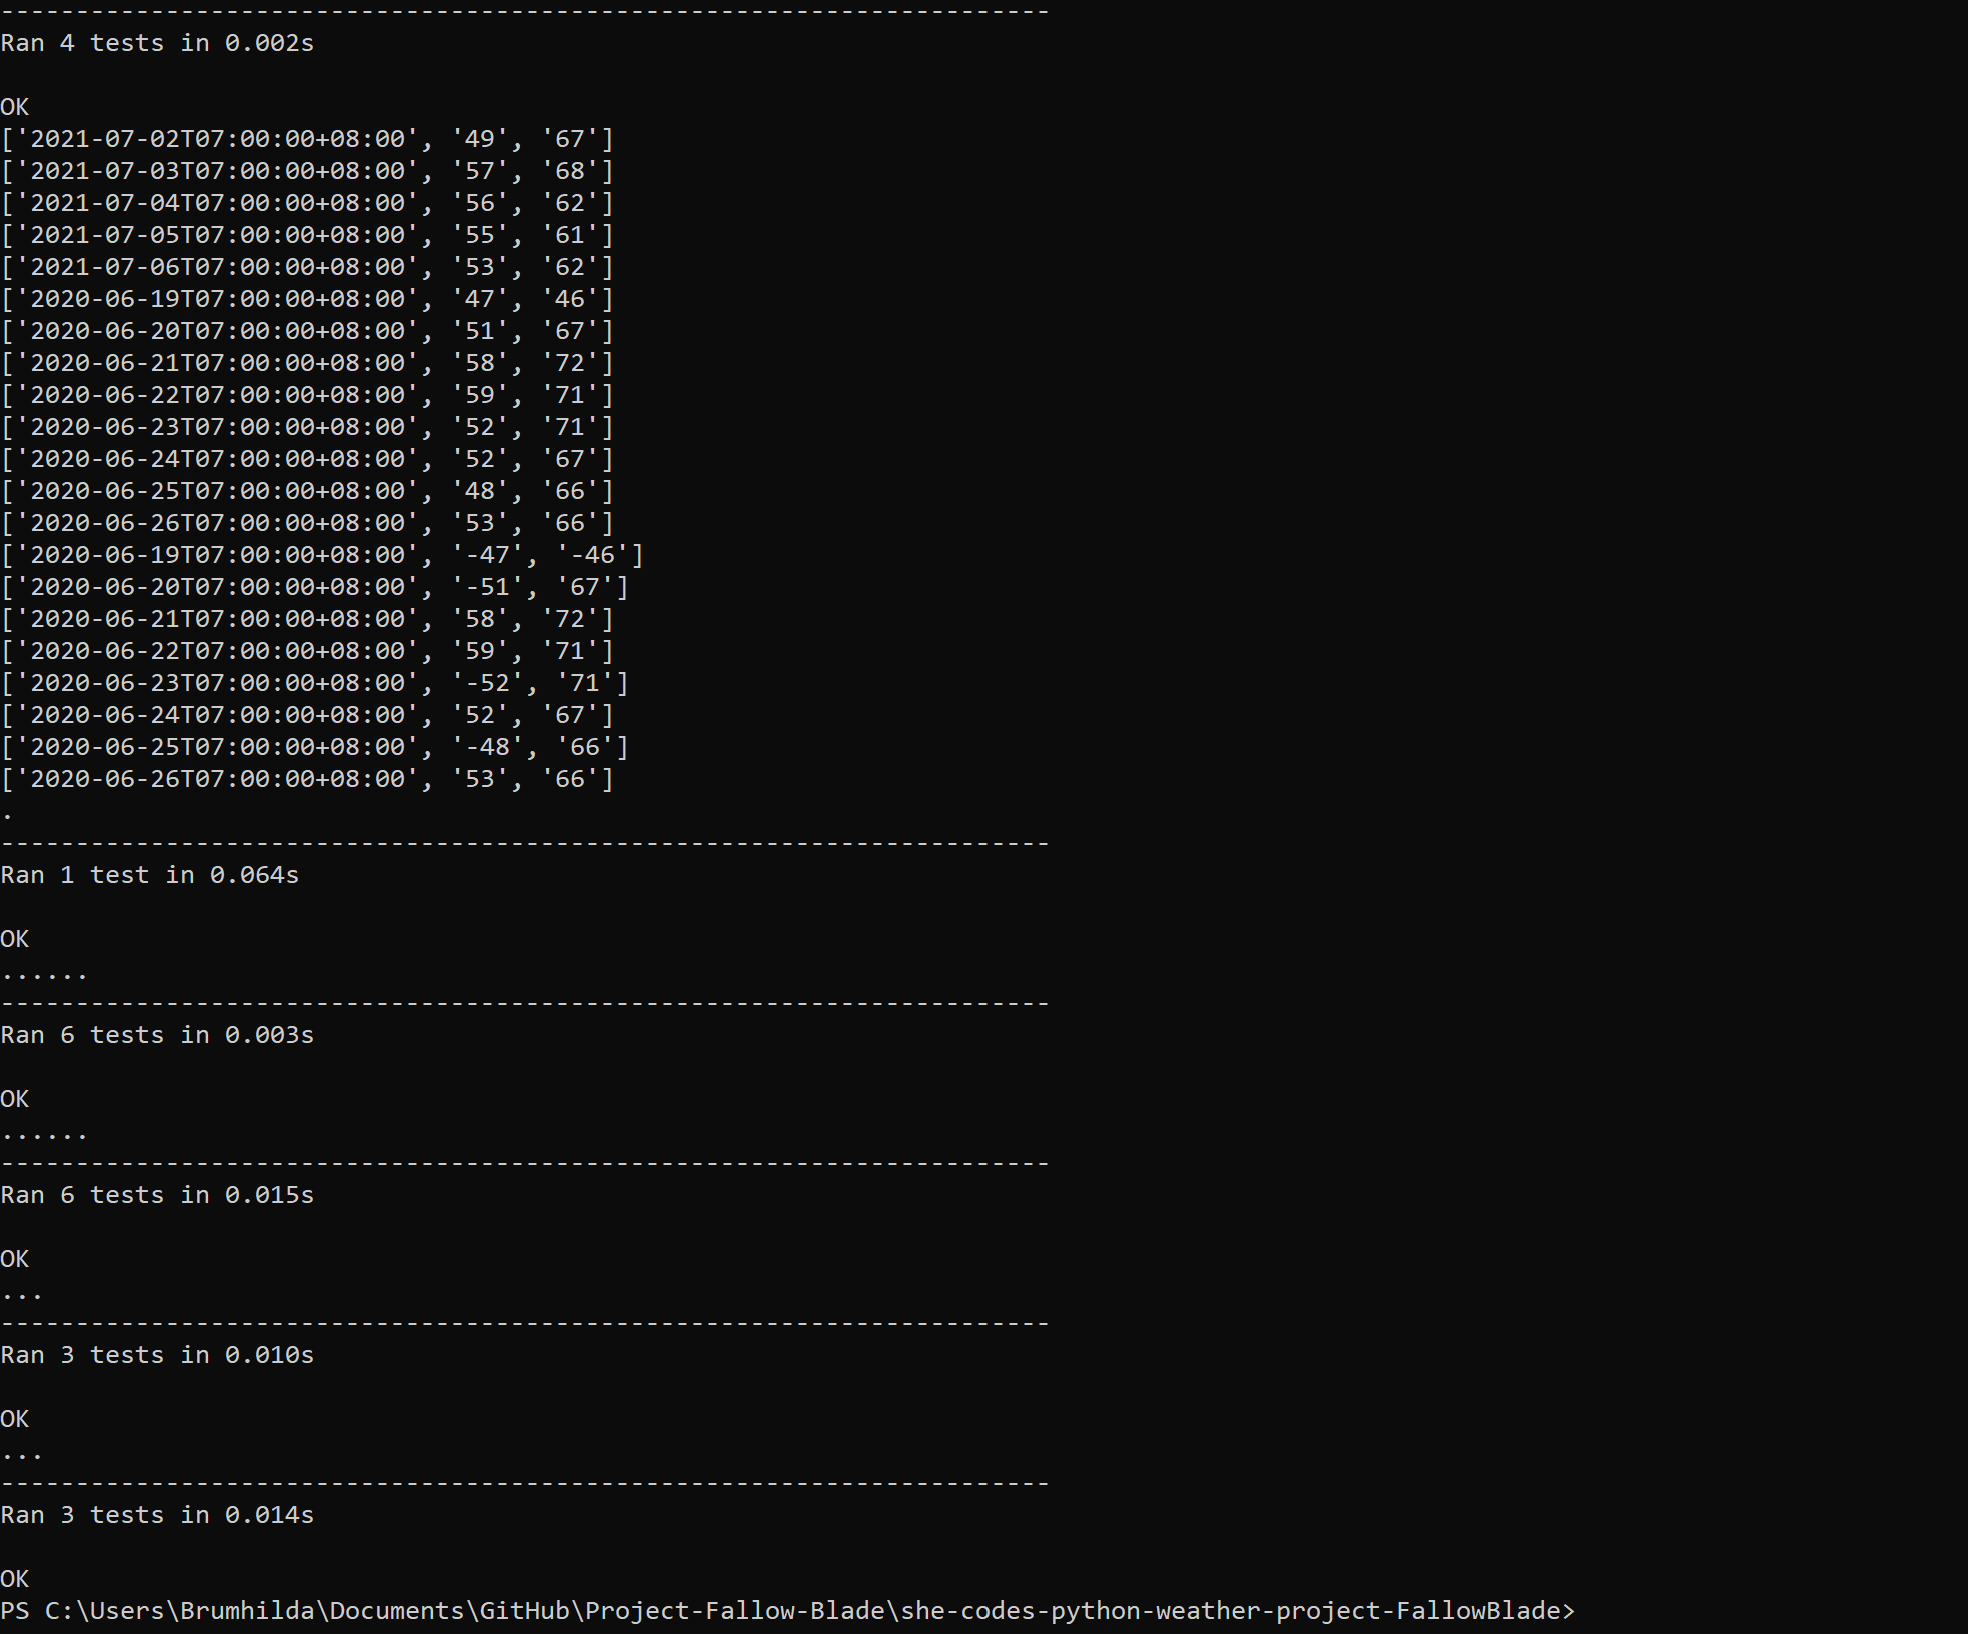 ----------------------------------------------------------------------
Ran 4 tests in 0.002s

OK
['2021-07-02T07:00:00+08:00', '49', '67']
['2021-07-03T07:00:00+08:00', '57', '68']
['2021-07-04T07:00:00+08:00', '56', '62']
['2021-07-05T07:00:00+08:00', '55', '61']
['2021-07-06T07:00:00+08:00', '53', '62']
['2020-06-19T07:00:00+08:00', '47', '46']
['2020-06-20T07:00:00+08:00', '51', '67']
['2020-06-21T07:00:00+08:00', '58', '72']
['2020-06-22T07:00:00+08:00', '59', '71']
['2020-06-23T07:00:00+08:00', '52', '71']
['2020-06-24T07:00:00+08:00', '52', '67']
['2020-06-25T07:00:00+08:00', '48', '66']
['2020-06-26T07:00:00+08:00', '53', '66']
['2020-06-19T07:00:00+08:00', '-47', '-46']
['2020-06-20T07:00:00+08:00', '-51', '67']
['2020-06-21T07:00:00+08:00', '58', '72']
['2020-06-22T07:00:00+08:00', '59', '71']
['2020-06-23T07:00:00+08:00', '-52', '71']
['2020-06-24T07:00:00+08:00', '52', '67']
['2020-06-25T07:00:00+08:00', '-48', '66']
['2020-06-26T07:00:00+08:00', '53', '66']
.
----------------------------------------------------------------------
Ran 1 test in 0.064s

OK
......
----------------------------------------------------------------------
Ran 6 tests in 0.003s

OK
......
----------------------------------------------------------------------
Ran 6 tests in 0.015s

OK
...
----------------------------------------------------------------------
Ran 3 tests in 0.010s

OK
...
----------------------------------------------------------------------
Ran 3 tests in 0.014s

OK
PS C:\Users\Brumhilda\Documents\GitHub\Project-Fallow-Blade\she-codes-python-weather-project-FallowBlade>